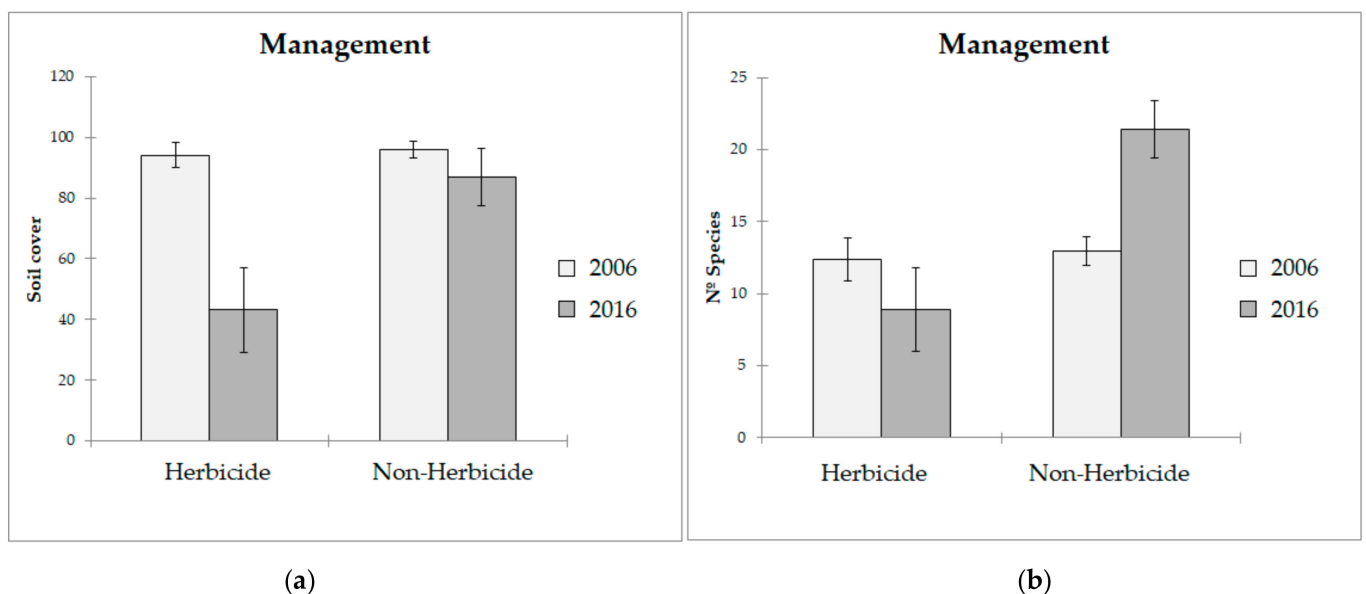 Management
120
100
80
60
40
20
0
Soil cover
Herbicide
Non-Herbicide
2006
2016
(a)
Management
25
20
15
10
5
0
Nº Species
Herbicide
Non-Herbicide
2006
2016
(b)